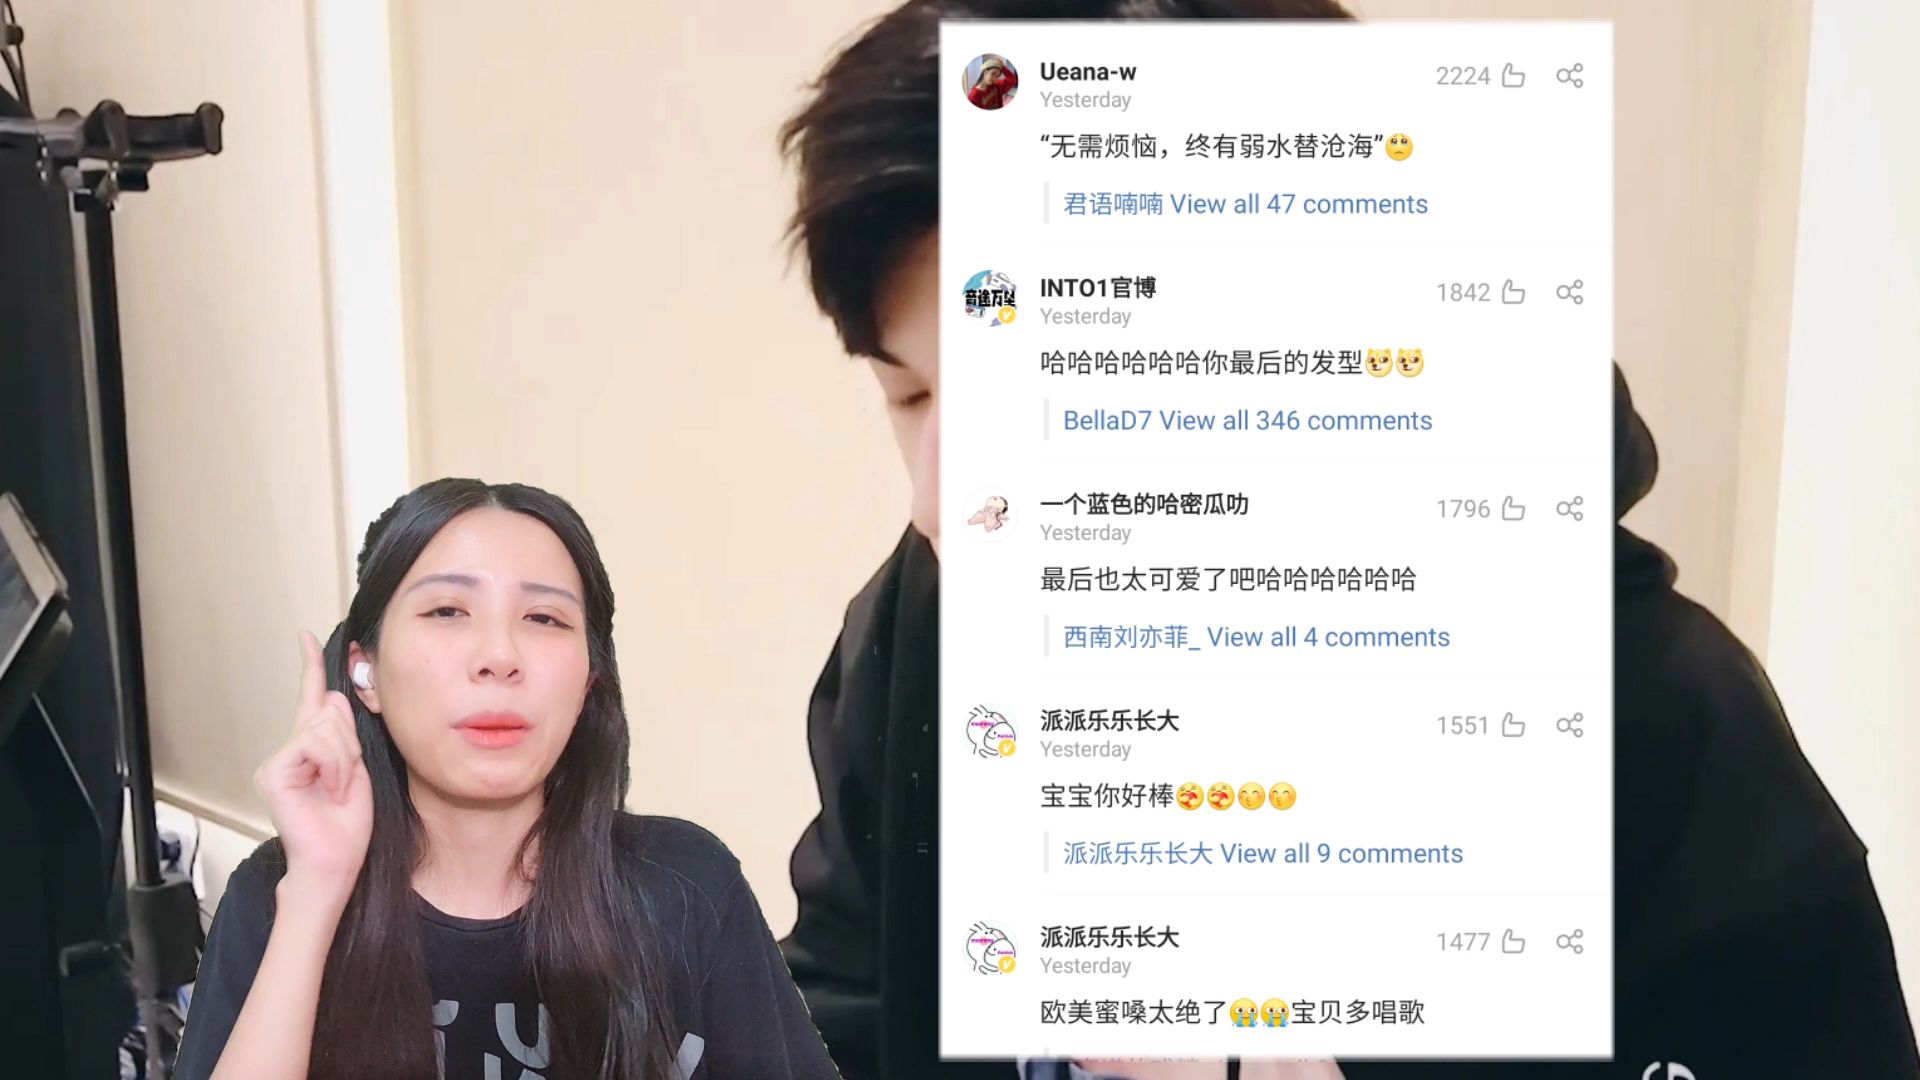 Ueana-w
2224
Yesterday
“无需烦恼，终有弱水替沧海”
君语喃喃 View all 47 comments
音途万里
INTO1官博
1842
Yesterday
哈哈哈哈哈哈你最后的发型
BellaD7 View all 346 comments
一个蓝色的哈密瓜叻
1796
Yesterday
最后也太可爱了吧哈哈哈哈哈哈
西南刘亦菲_ View all 4 comments
派派乐乐长大
1551
Yesterday
宝宝你好棒
派派乐乐长大 View all 9 comments
派派乐乐长大
1477
Yesterday
欧美蜜嗓太绝了宝贝多唱歌